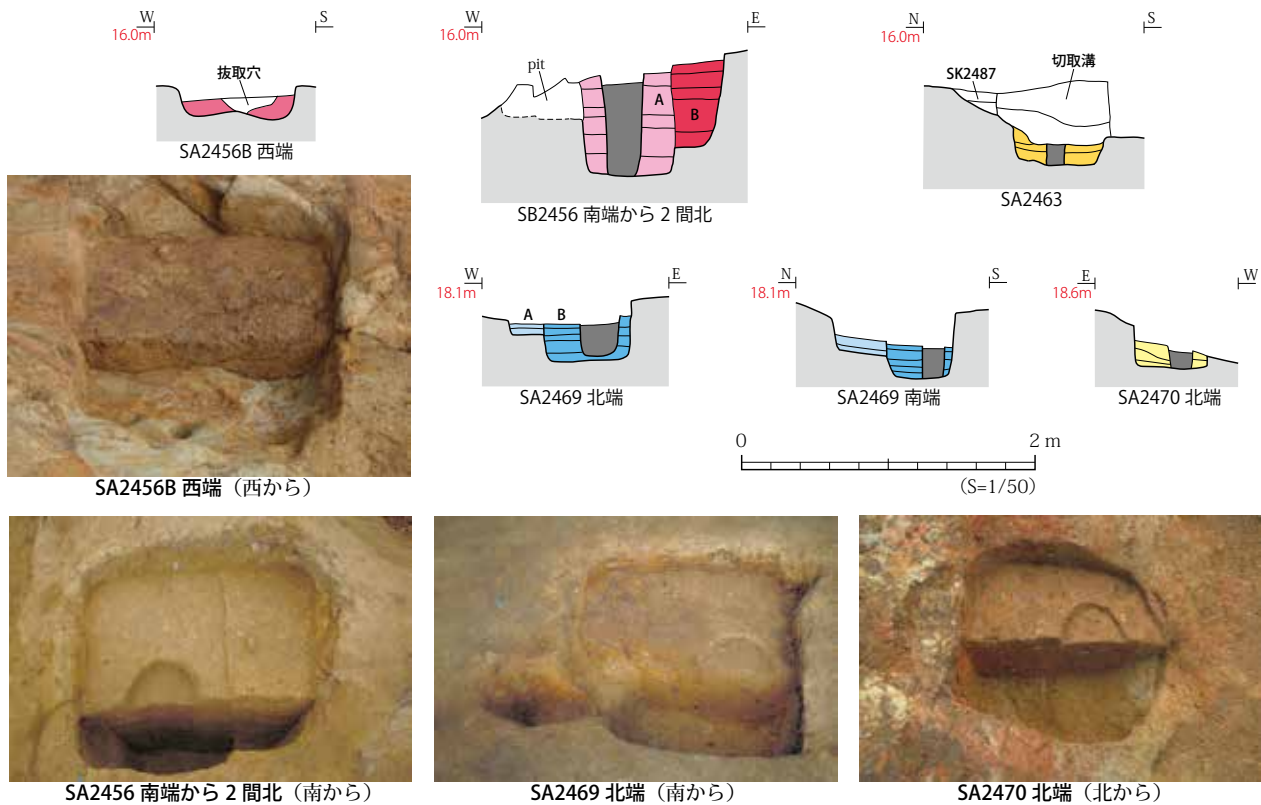 W S
16.0m
抜取穴
SA2456B 西端
W E
16.0m
pit
A
B
SB2456 南端から 2 間北
N S
16.0m
SK2487
切取溝
SA2463
W E
18.1m
A B
SA2469 北端
N S
18.1m
SA2469 南端
E W
18.6m
SA2470 北端
0 2 m
(S=1/50)
SA2456B 西端（西から）
SA2456 南端から 2 間北（南から）
SA2469 北端（南から）
SA2470 北端（北から）